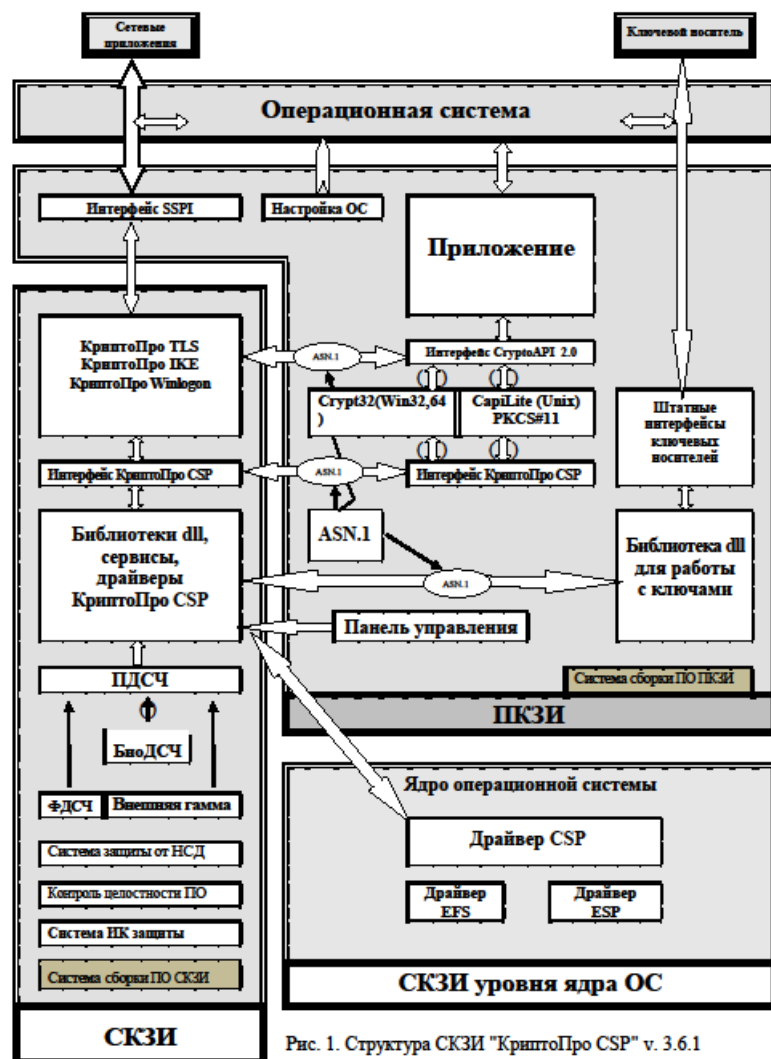 Сетевые
приложения
Ключевой носитель
Операционная система
Интерфейс SSPI
Настройка ОС
Приложение
КриптоПро TLS
КриптоПро IKE
КриптоПро Winlogon
ASN.1
Интерфейс CryptoAPI 2.0
Crypt32(Win32,64
)
CapiLite (Unix)
PKCS#11
Штатные
интерфейсы
ключевых
носителей
Интерфейс КриптоПро CSP
ASN.1
Интерфейс КриптоПро CSP
Библиотеки dll,
сервисы,
драйверы
КриптоПро CSP
ASN.1
ASN.1
Библиотека dll
для работы
с ключами
Панель управления
ПДСЧ
Система сборки ПО ПКЗИ
ПКЗИ
БиоДСЧ
ФДСЧ
Внешняя гамма
Ядро операционной системы
Драйвер CSP
Система защиты от НСД
Контроль целостности ПО
Драйвер
EFS
Драйвер
ESP
Система ИК защиты
Система сборки ПО СКЗИ
СКЗИ уровня ядра ОС
СКЗИ
Рис. 1. Структура СКЗИ "КриптоПро CSP" v. 3.6.1